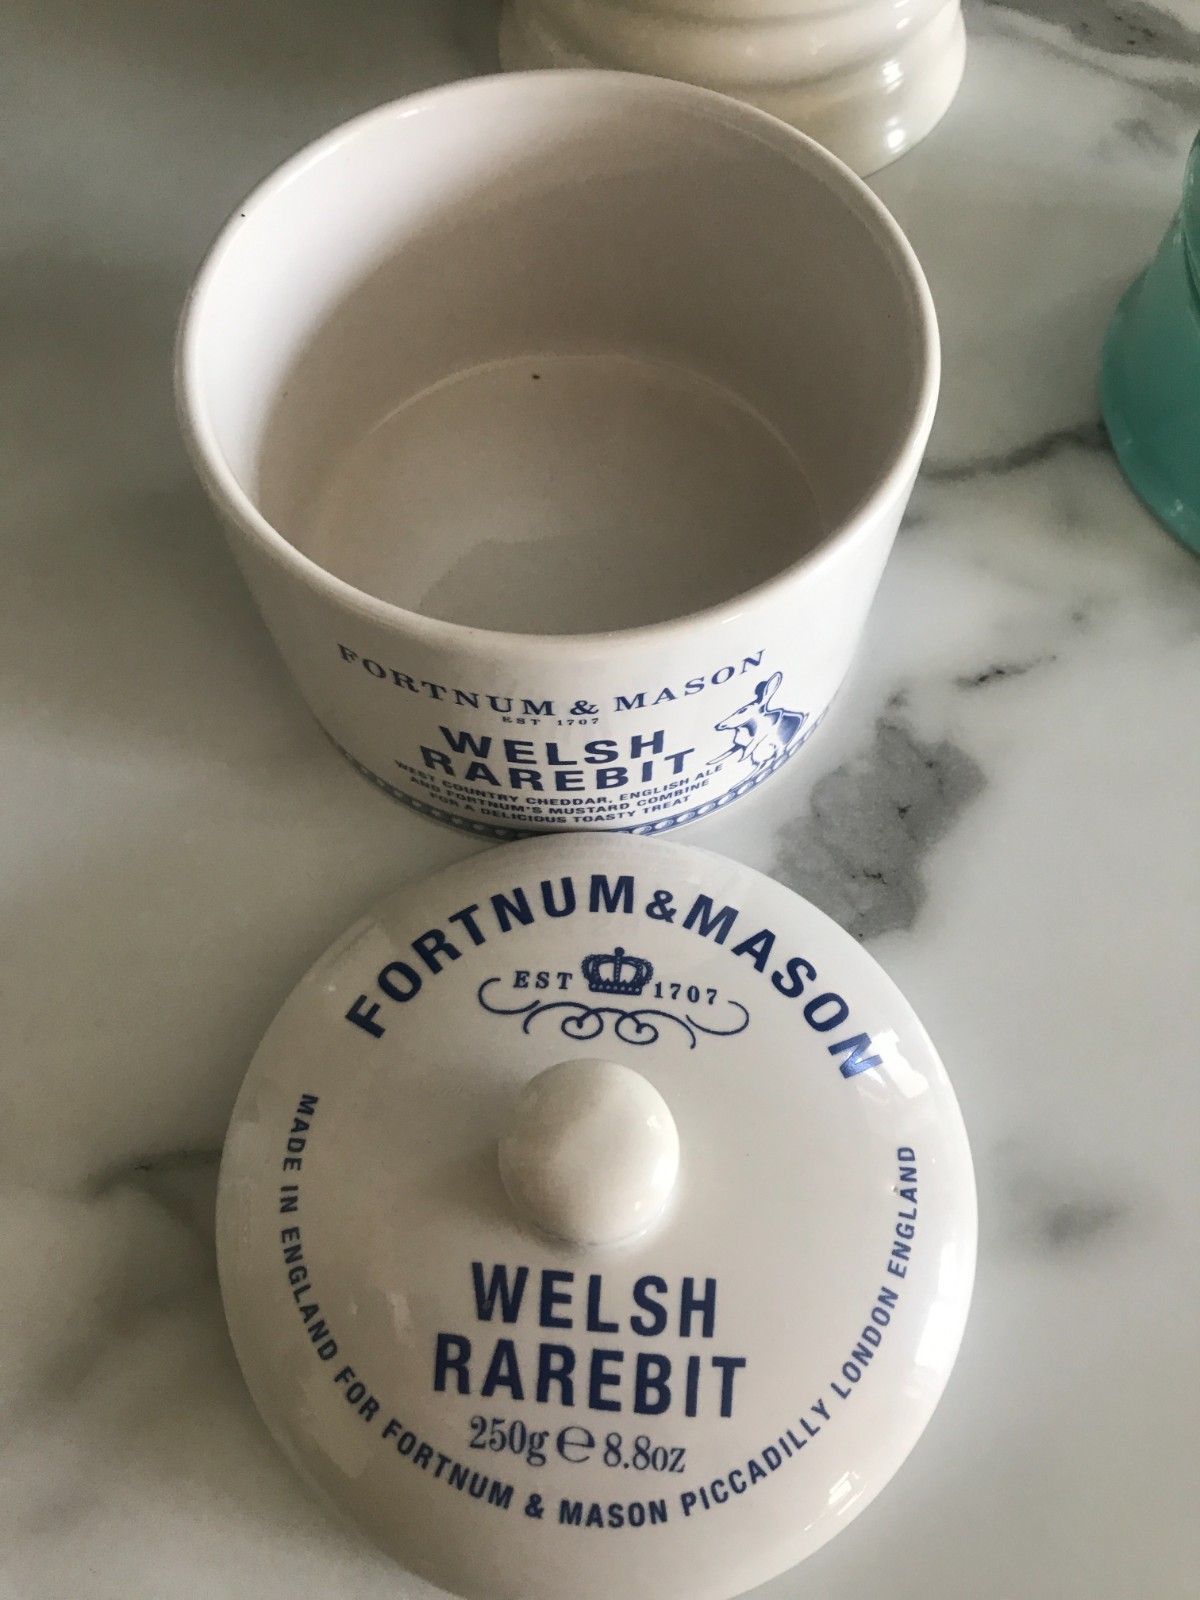 FORTNUM & MASON
EST 1707
WELSH
RAREBIT
WEST COUNTRY CHEDDAR, ENGLISH ALE
AND FORTNUM'S MUSTARD COMBINE
FOR A DELICIOUS TOASTY TREAT
FORTNUM & MASON
EST 1707
WELSH
RAREBIT
250g ℮ 8.8oz
MADE IN ENGLAND FOR FORTNUM & MASON PICCADILLY LONDON ENGLAND